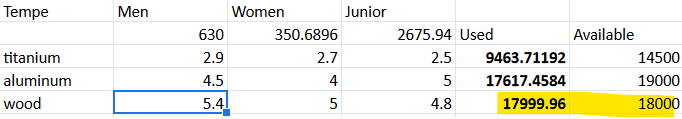 Tempe Men Women Junior
630 350.6896 2675.94 Used Available
titanium 2.9 2.7 2.5 9463.71192 14500
aluminum 4.5 4 5 17617.4584 19000
wood 5.4 5 4.8 17999.96 18000